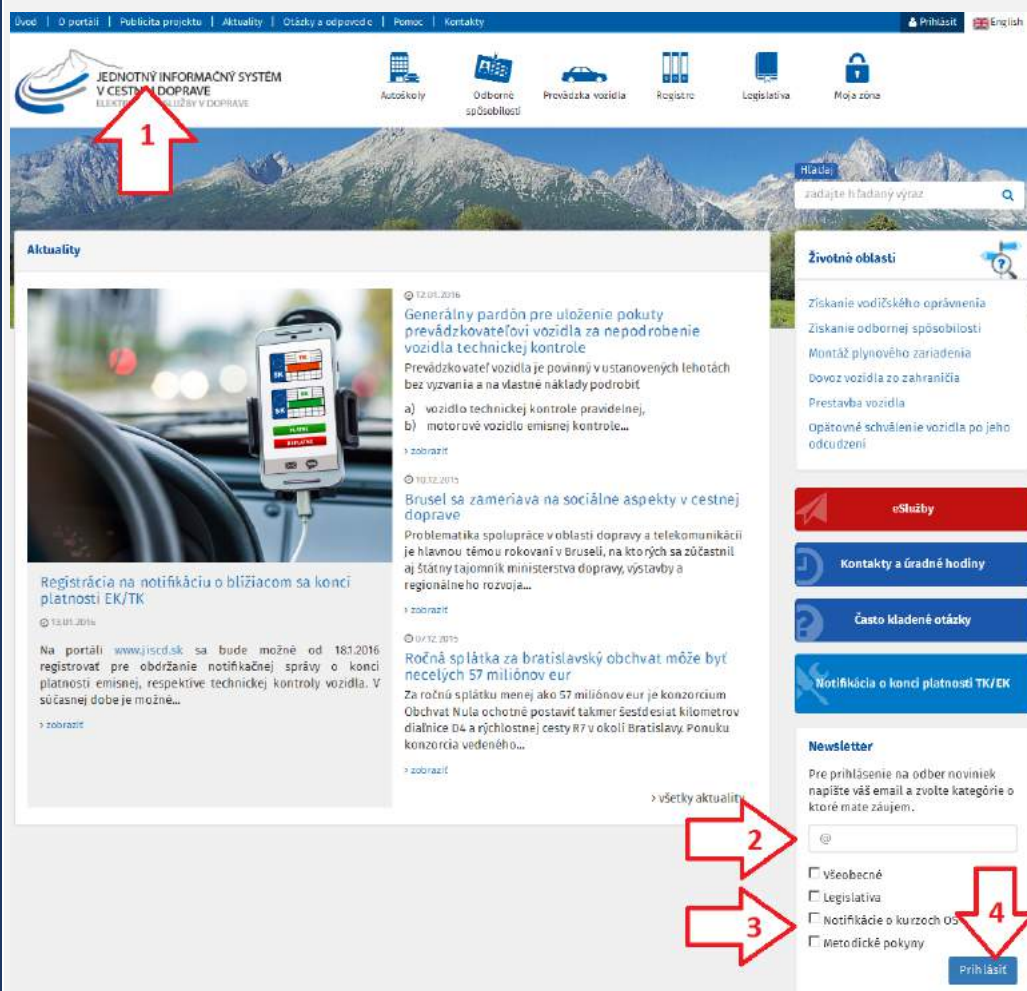 Úvod | O portáli | Publicita projektu | Aktuality | Otázky a odpovede | Pomoc | Kontakty
Prihlásiť English
JEDNOTNÝ INFORMAČNÝ SYSTÉM
V CESTNEJ DOPRAVE
SLUŽBY V DOPRAVE
Autoškoly
Odborné
spôsobilosti
Prevádzka vozidla
Registre
Legislatíva
Moja zóna
1
Hľadaj
zadajte hľadaný výraz
Aktuality
SK
SK
Registrácia na notifikáciu o blížiacom sa konci
platnosti EK/TK
13.01.2016
Na portáli www.jiscd.sk sa bude možné od 18.1.2016
registrovať pre obdržanie notifikačnej správy o konci
platnosti emisnej, respektíve technickej kontroly vozidla. V
súčasnej dobe je možné...
> zobraziť
12.01.2016
Generálny pardón pre uloženie pokuty
prevádzkovateľovi vozidla za nepodrobenie
vozidla technickej kontrole
Prevádzkovateľ vozidla je povinný v ustanovených lehotách
bez vyzvania a na vlastné náklady podrobiť
a) vozidlo technickej kontrole pravidelnej,
b) motorové vozidlo emisnej kontrole...
> zobraziť
10.12.2015
Brusel sa zameriava na sociálne aspekty v cestnej
doprave
Problematika spolupráce v oblasti dopravy a telekomunikácií
je hlavnou témou rokovaní v Bruseli, na ktorých sa zúčastnil
aj štátny tajomník ministerstva dopravy, výstavby a
regionálneho rozvoja...
> zobraziť
07.12.2015
Ročná splátka za bratislavský obchvat môže byť
necelých 57 miliónov eur
Za ročnú splátku menej ako 57 miliónov eur je konzorcium
Obchvat Nula ochotné postaviť takmer šesťdesiat kilometrov
diaľnice D4 a rýchlostnej cesty R7 v okolí Bratislavy. Ponuku
konzorcia vedeného...
> zobraziť
> všetky aktuality
Životné oblasti
Získanie vodičského oprávnenia
Získanie odbornej spôsobilosti
Montáž plynového zariadenia
Dovoz vozidla zo zahraničia
Prestavba vozidla
Opätovné schválenie vozidla po jeho
odcudzení
eSlužby
Kontakty a úradné hodiny
Často kladené otázky
Notifikácia o konci platnosti TK/EK
Newsletter
Pre prihlásenie na odber noviniek
napíšte váš email a zvoľte kategórie o
ktoré máte záujem.
2
@
Všeobecné
Legislatíva
Notifikácie o kurzoch OS
Metodické pokyny
3
4
Prihlásiť